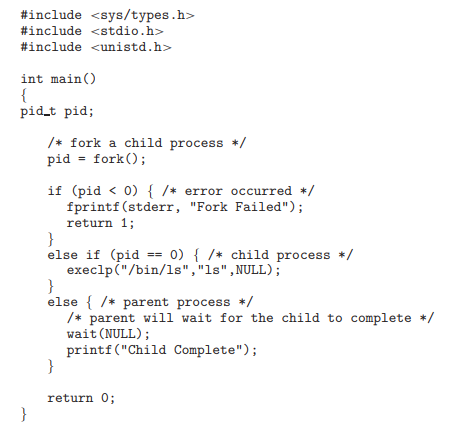 #include <sys/types.h>
#include <stdio.h>
#include <unistd.h>
int main()
{
pid_t pid;
/* fork a child process */
pid = fork();
if (pid < 0) { /* error occurred */
fprintf(stderr, "Fork Failed");
return 1;
}
else if (pid == 0) { /* child process */
execlp("/bin/ls","ls",NULL);
}
else { /* parent process */
/* parent will wait for the child to complete */
wait(NULL);
printf("Child Complete");
}
return 0;
}